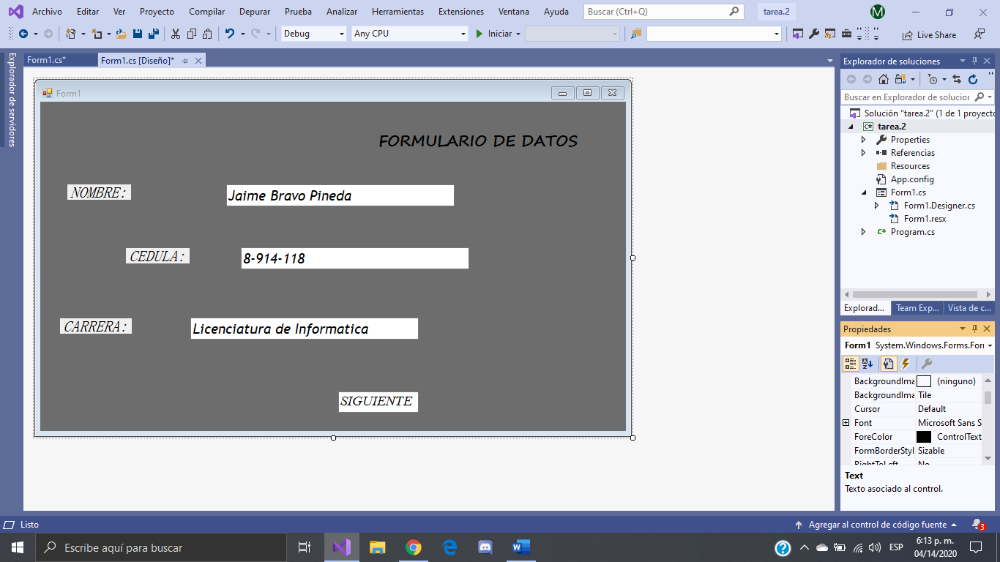 Archivo Editar Ver Proyecto Compilar Depurar Prueba Analizar Herramientas Extensiones Ventana Ayuda Buscar (Ctrl+Q) tarea.2 M
Debug Any CPU Iniciar Live Share
Explorador de servidores
Form1.cs* Form1.cs [Diseño]*
Form1
FORMULARIO DE DATOS
NOMBRE: Jaime Bravo Pineda
CEDULA: 8-914-118
CARRERA: Licenciatura de Informatica
SIGUIENTE
Explorador de soluciones
Buscar en Explorador de solucior
Solución "tarea.2" (1 de 1 proyecto
C# tarea.2
Properties
Referencias
Resources
App.config
Form1.cs
Form1.Designer.cs
Form1.resx
C# Program.cs
Explorad... Team Exp... Vista de c...
Propiedades
Form1 System.Windows.Forms.Forr
BackgroundIma (ninguno)
BackgroundIma Tile
Cursor Default
Font Microsoft Sans S
ForeColor ControlText
FormBorderStyl Sizable
RightToLeft No
Text
Texto asociado al control.
Listo Agregar al control de código fuente 3
Escribe aquí para buscar ESP 6:13 p. m.
04/14/2020